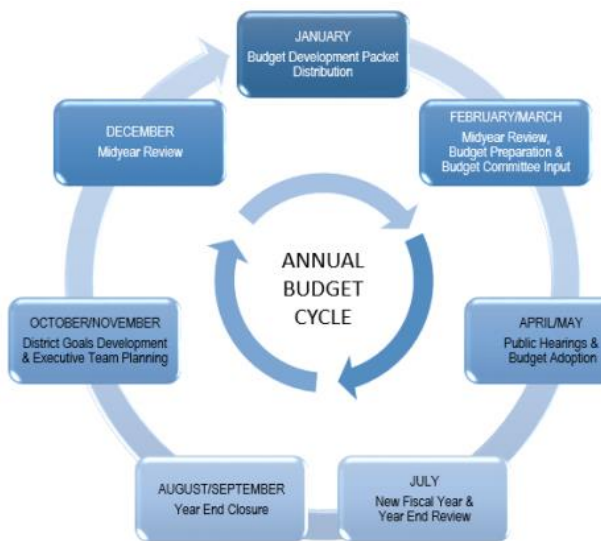 JANUARY
Budget Development Packet
Distribution
FEBRUARY/MARCH
Midyear Review,
Budget Preparation &
Budget Committee Input
APRIL/MAY
Public Hearings &
Budget Adoption
JULY
New Fiscal Year &
Year End Review
AUGUST/SEPTEMBER
Year End Closure
OCTOBER/NOVEMBER
District Goals Development
& Executive Team Planning
DECEMBER
Midyear Review
ANNUAL
BUDGET
CYCLE